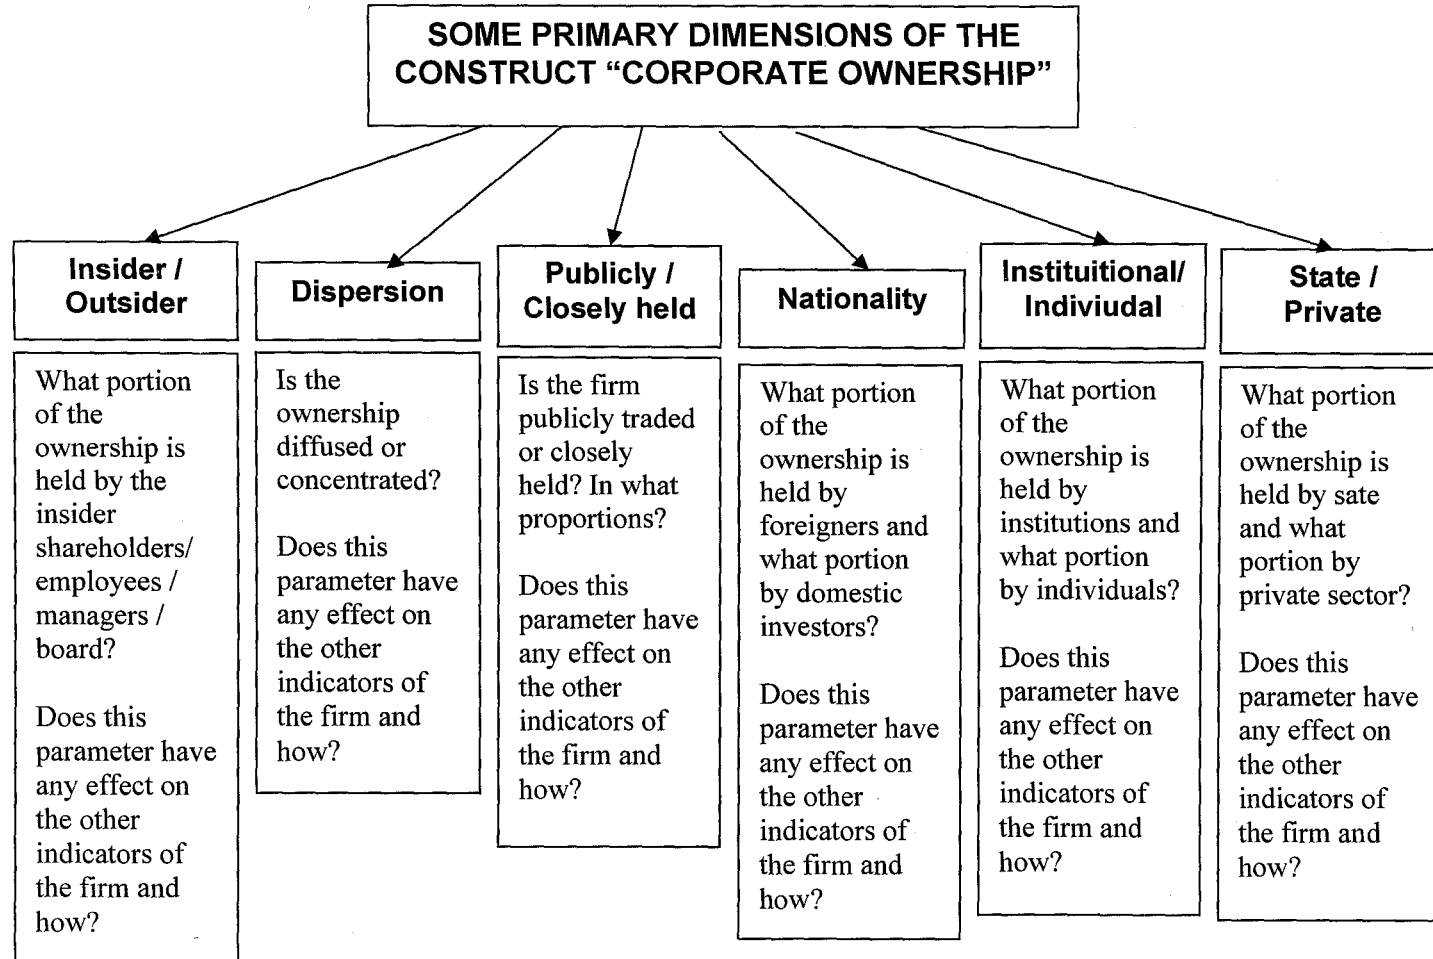 SOME PRIMARY DIMENSIONS OF THE
CONSTRUCT “CORPORATE OWNERSHIP”
Insider /
Outsider
What portion
of the
ownership is
held by the
insider
shareholders/
employees /
managers /
board?
Does this
parameter have
any effect on
the other
indicators of
the firm and
how?
Dispersion
Is the
ownership
diffused or
concentrated?
Does this
parameter have
any effect on
the other
indicators of
the firm and
how?
Publicly /
Closely held
Is the firm
publicly traded
or closely
held? In what
proportions?
Does this
parameter have
any effect on
the other
indicators of
the firm and
how?
Nationality
What portion
of the
ownership is
held by
foreigners and
what portion
by domestic
investors?
Does this
parameter have
any effect on
the other
indicators of
the firm and
how?
Instituitional/
Indiviudal
What portion
of the
ownership is
held by
institutions and
what portion
by individuals?
Does this
parameter have
any effect on
the other
indicators of
the firm and
how?
State /
Private
What portion
of the
ownership is
held by sate
and what
portion by
private sector?
Does this
parameter have
any effect on
the other
indicators of
the firm and
how?